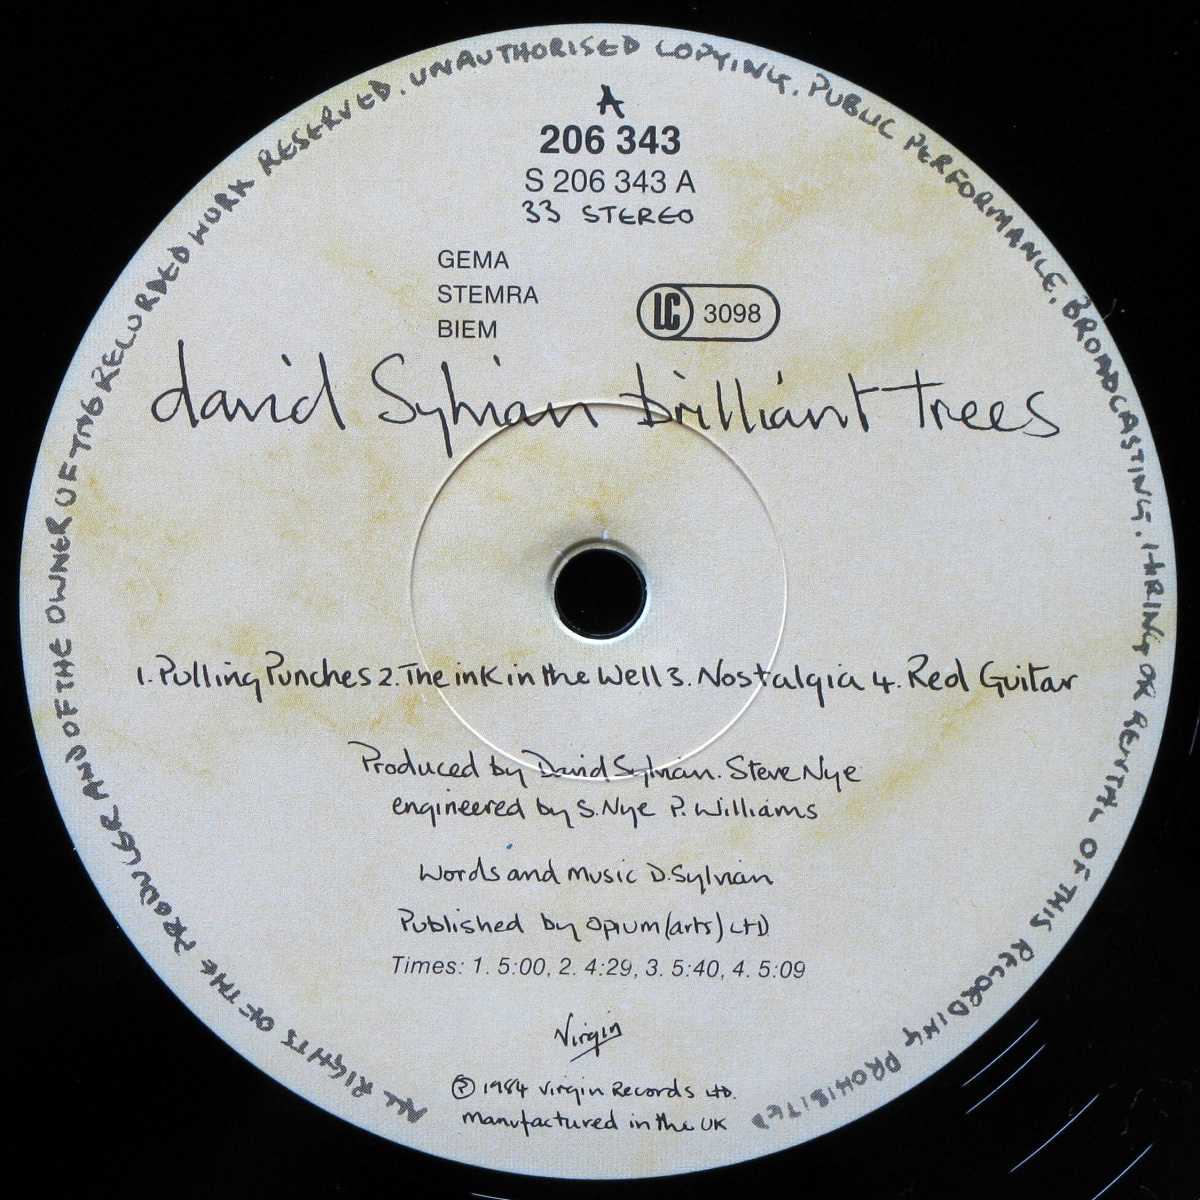 ALL RIGHTS OF THE PRODUCER AND OF THE OWNER OF THIS RECORDED WORK RESERVED. UNAUTHORISED COPYING, PUBLIC PERFORMANCE, BROADCASTING, HIRING OR RENTAL OF THIS RECORDING PROHIBITED
A
206 343
S 206 343 A
33 STEREO
GEMA
STEMRA
BIEM
LC 3098
david Sylvian brilliant trees
1. Pulling Punches 2. The ink in the Well 3. Nostalgia 4. Red Guitar
Produced by David Sylvian. Steve Nye
engineered by S. Nye P. Williams
Words and Music D. Sylvian
Published by opium (arts) LTD
Times: 1. 5:00, 2. 4:29, 3. 5:40, 4. 5:09
Virgin
℗ 1984 Virgin Records LTD.
manufactured in the UK